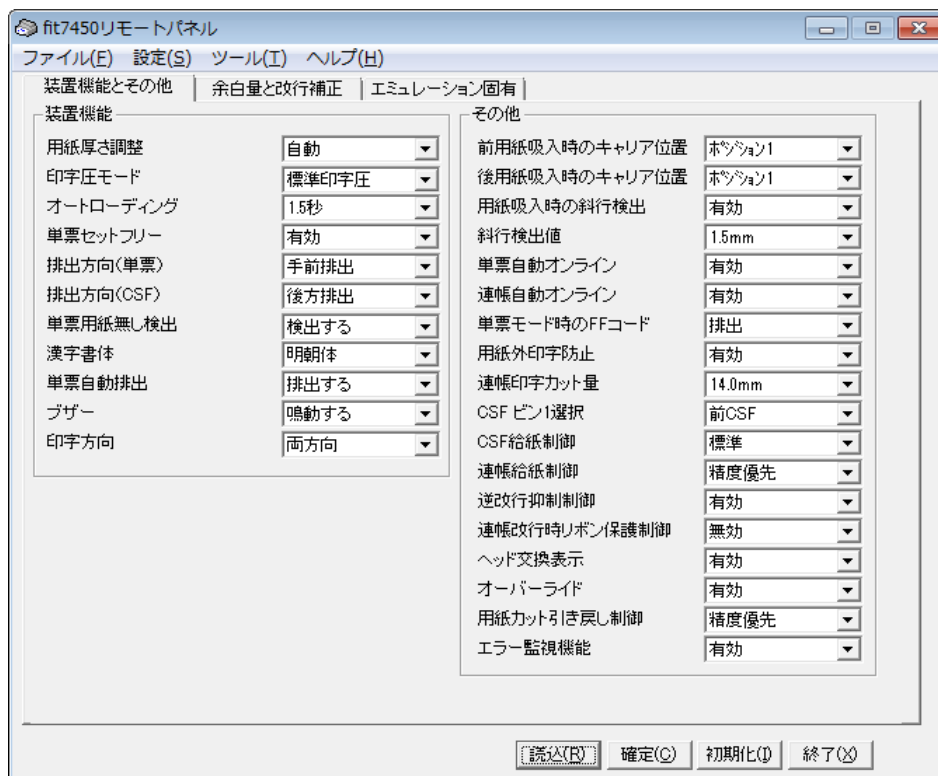 fit7450リモートパネル
ファイル(F) 設定(S) ツール(T) ヘルプ(H)
装置機能とその他 余白量と改行補正 エミュレーション固有
装置機能
用紙厚さ調整 自動
印字圧モード 標準印字圧
オートローディング 1.5秒
単票セットフリー 有効
排出方向(単票) 手前排出
排出方向(CSF) 後方排出
単票用紙無し検出 検出する
漢字書体 明朝体
単票自動排出 排出する
ブザー 鳴動する
印字方向 両方向
その他
前用紙吸入時のキャリア位置 ポジション1
後用紙吸入時のキャリア位置 ポジション1
用紙吸入時の斜行検出 有効
斜行検出値 1.5mm
単票自動オンライン 有効
連帳自動オンライン 有効
単票モード時のFFコード 排出
用紙外印字防止 有効
連帳印字カット量 14.0mm
CSF ビン1選択 前CSF
CSF給紙制御 標準
連帳給紙制御 精度優先
逆改行抑制制御 有効
連帳改行時リボン保護制御 無効
ヘッド交換表示 有効
オーバーライド 有効
用紙カット引き戻し制御 精度優先
エラー監視機能 有効
読込(R) 確定(C) 初期化(I) 終了(X)